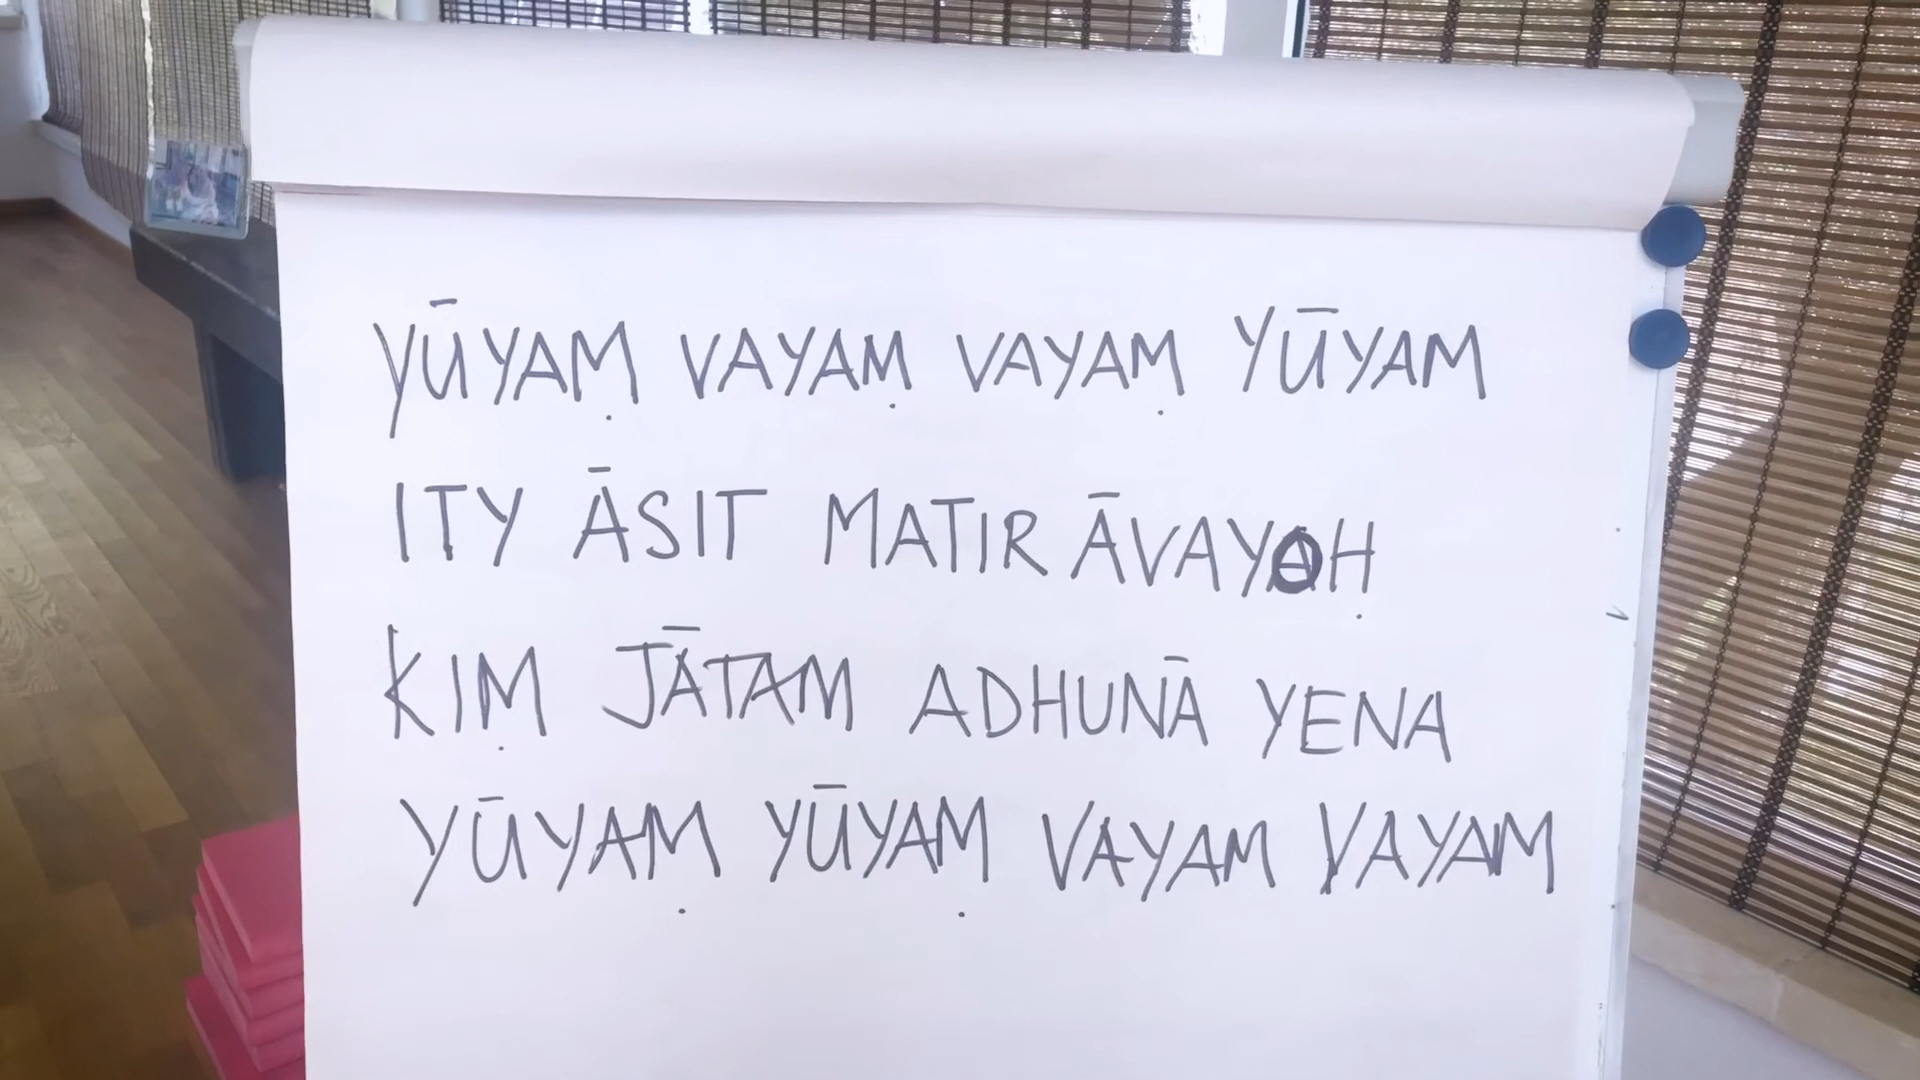 YŪYAṂ VAYAṂ VAYAṂ YŪYAM
ITY ĀSIT MATIR ĀVAYOḤ
KIṂ JĀTAM ADHUNĀ YENA
YŪYAṂ YŪYAṂ VAYAM VAYAM